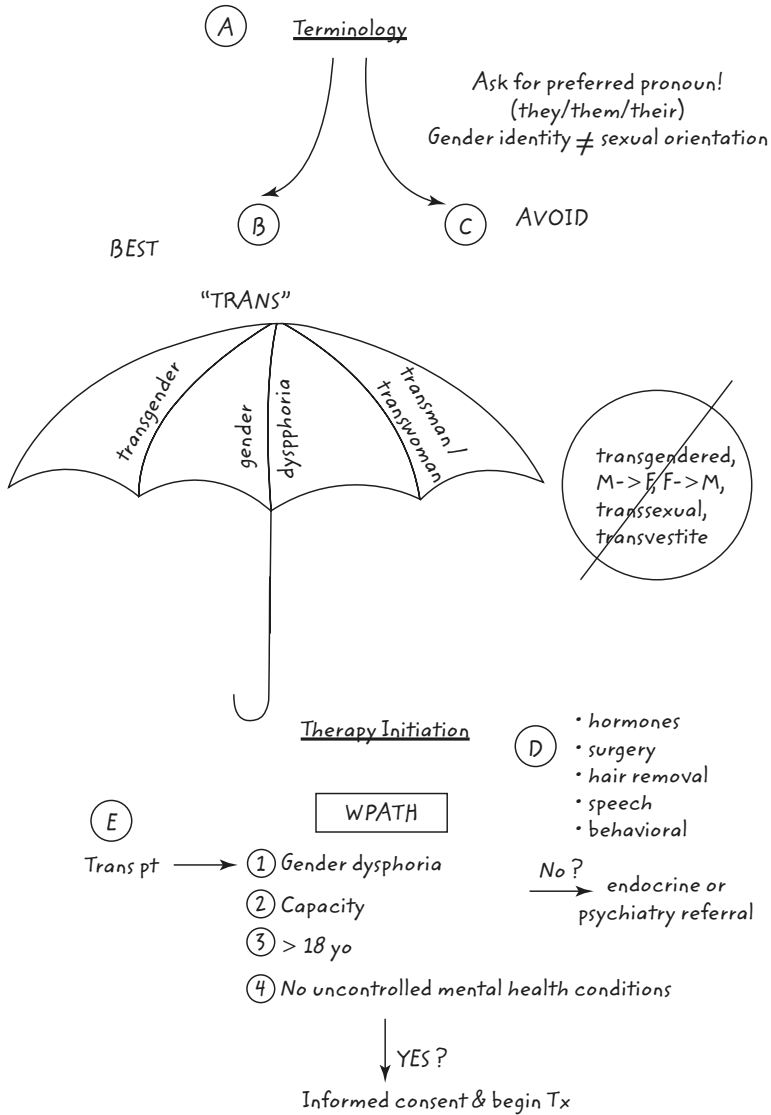 A
Terminology
Ask for preferred pronoun!
(they/them/their)
Gender identity ≠ sexual orientation
B
C
AVOID
BEST
“TRANS”
transgender
gender
dyspphoria
transman /
transwoman
transgendered,
M->F, F->M,
transsexual,
transvestite
Therapy Initiation
D
• hormones
• surgery
• hair removal
• speech
• behavioral
E
WPATH
Trans pt
1 Gender dysphoria
2 Capacity
3 > 18 yo
4 No uncontrolled mental health conditions
No ?
endocrine or
psychiatry referral
YES ?
Informed consent & begin Tx